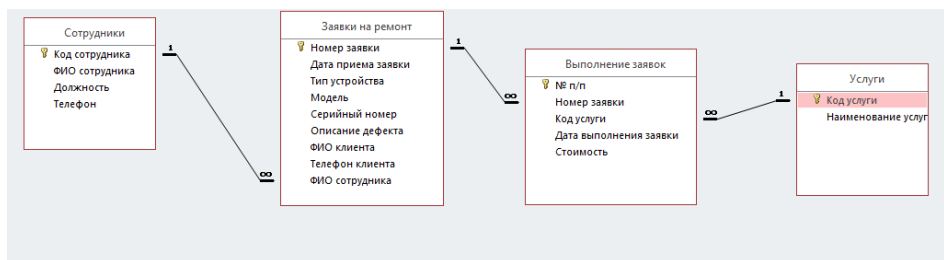 Сотрудники
Код сотрудника
ФИО сотрудника
Должность
Телефон
1
∞
Заявки на ремонт
Номер заявки
Дата приема заявки
Тип устройства
Модель
Серийный номер
Описание дефекта
ФИО клиента
Телефон клиента
ФИО сотрудника
1
∞
Выполнение заявок
№ п/п
Номер заявки
Код услуги
Дата выполнения заявки
Стоимость
∞
1
Услуги
Код услуги
Наименование услуг